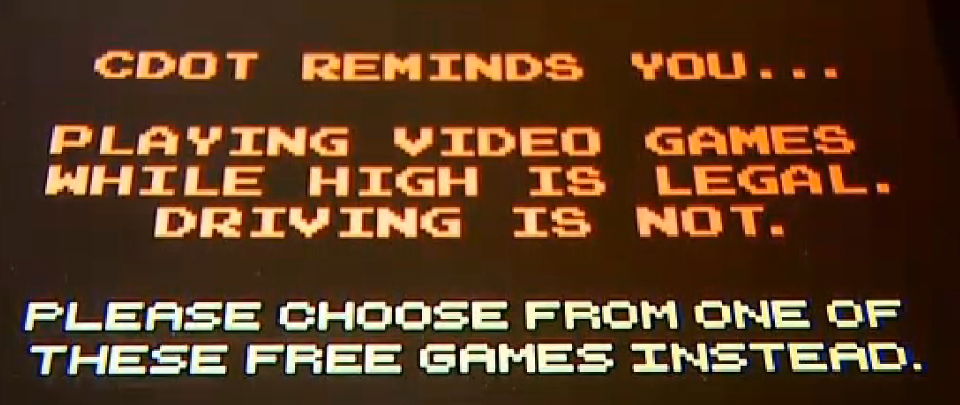 CDOT REMINDS YOU...
PLAYING VIDEO GAMES
WHILE HIGH IS LEGAL.
DRIVING IS NOT.
PLEASE CHOOSE FROM ONE OF
THESE FREE GAMES INSTEAD.